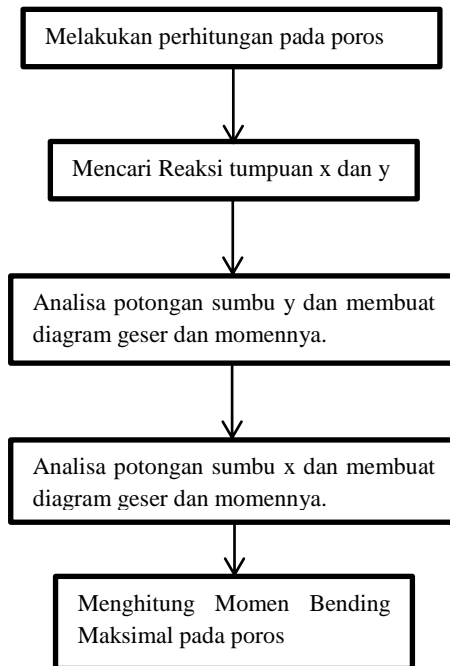 Melakukan perhitungan pada poros
Mencari Reaksi tumpuan x dan y
Analisa potongan sumbu y dan membuat
diagram geser dan momennya.
Analisa potongan sumbu x dan membuat
diagram geser dan momennya.
Menghitung Momen Bending
Maksimal pada poros